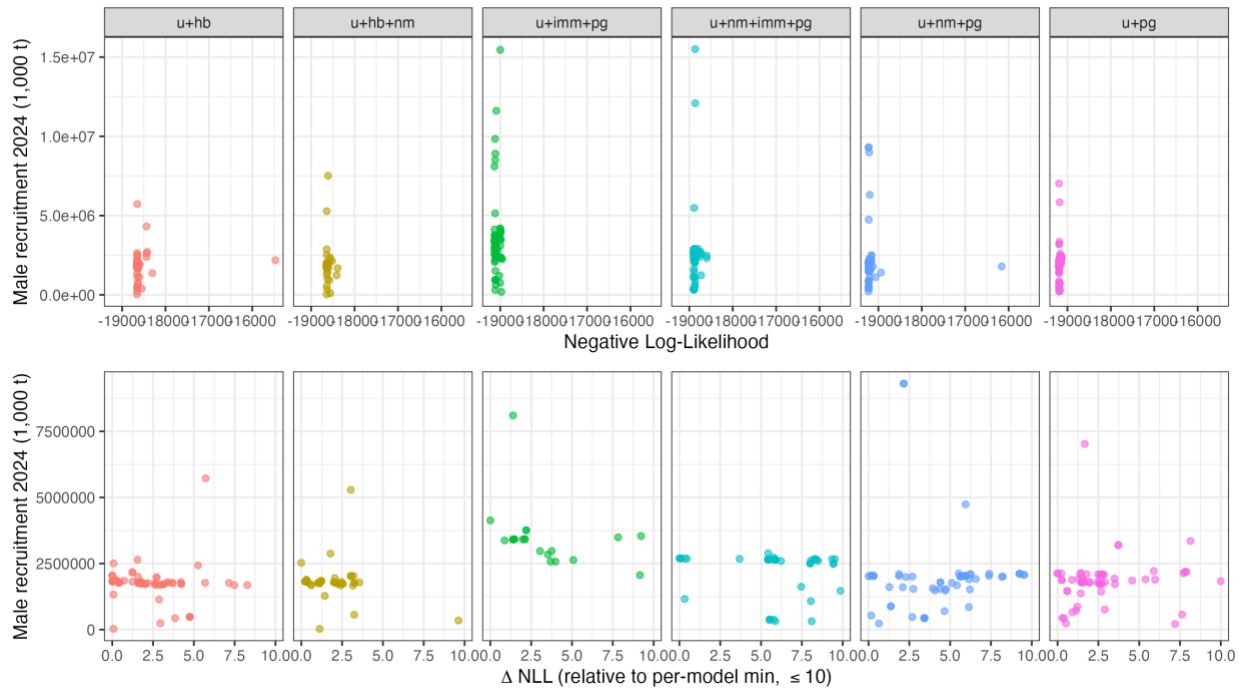 u+hb u+hb+nm u+imm+pg u+nm+imm+pg u+nm+pg u+pg
Male recruitment 2024 (1,000 t)
1.5e+07
1.0e+07
5.0e+06
0.0e+00
-19000 -18000 -17000 -16000 -19000 -18000 -17000 -16000 -19000 -18000 -17000 -16000 -19000 -18000 -17000 -16000 -19000 -18000 -17000 -16000 -19000 -18000 -17000 -16000
Negative Log-Likelihood
Male recruitment 2024 (1,000 t)
7500000
5000000
2500000
0
0.0 2.5 5.0 7.5 10.0 0.0 2.5 5.0 7.5 10.0 0.0 2.5 5.0 7.5 10.0 0.0 2.5 5.0 7.5 10.0 0.0 2.5 5.0 7.5 10.0 0.0 2.5 5.0 7.5 10.0
Δ NLL (relative to per-model min, ≤ 10)